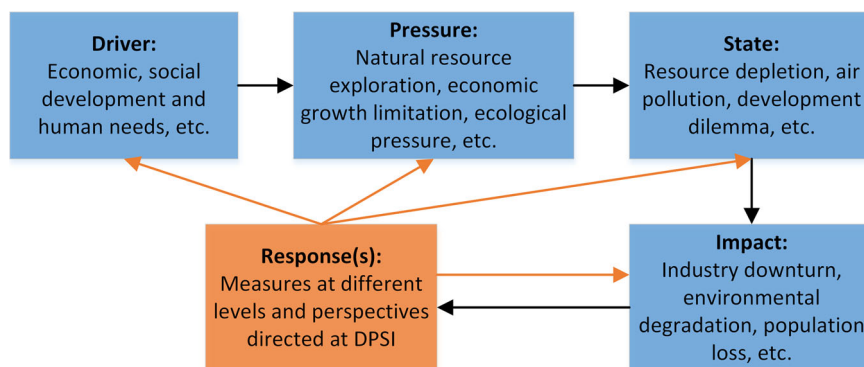 Driver:
Economic, social
development and
human needs, etc.
Pressure:
Natural resource
exploration, economic
growth limitation, ecological
pressure, etc.
State:
Resource depletion, air
pollution, development
dilemma, etc.
Response(s):
Measures at different
levels and perspectives
directed at DPSI
Impact:
Industry downturn,
environmental
degradation, population
loss, etc.